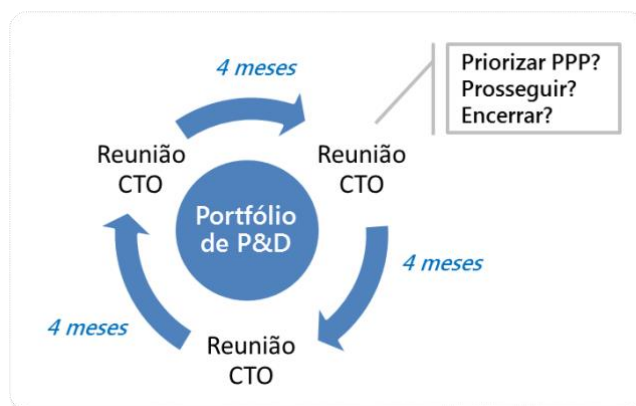 4 meses
Priorizar PPP?
Prosseguir?
Encerrar?
Reunião
CTO
Reunião
CTO
Portfólio
de P&D
4 meses
4 meses
Reunião
CTO